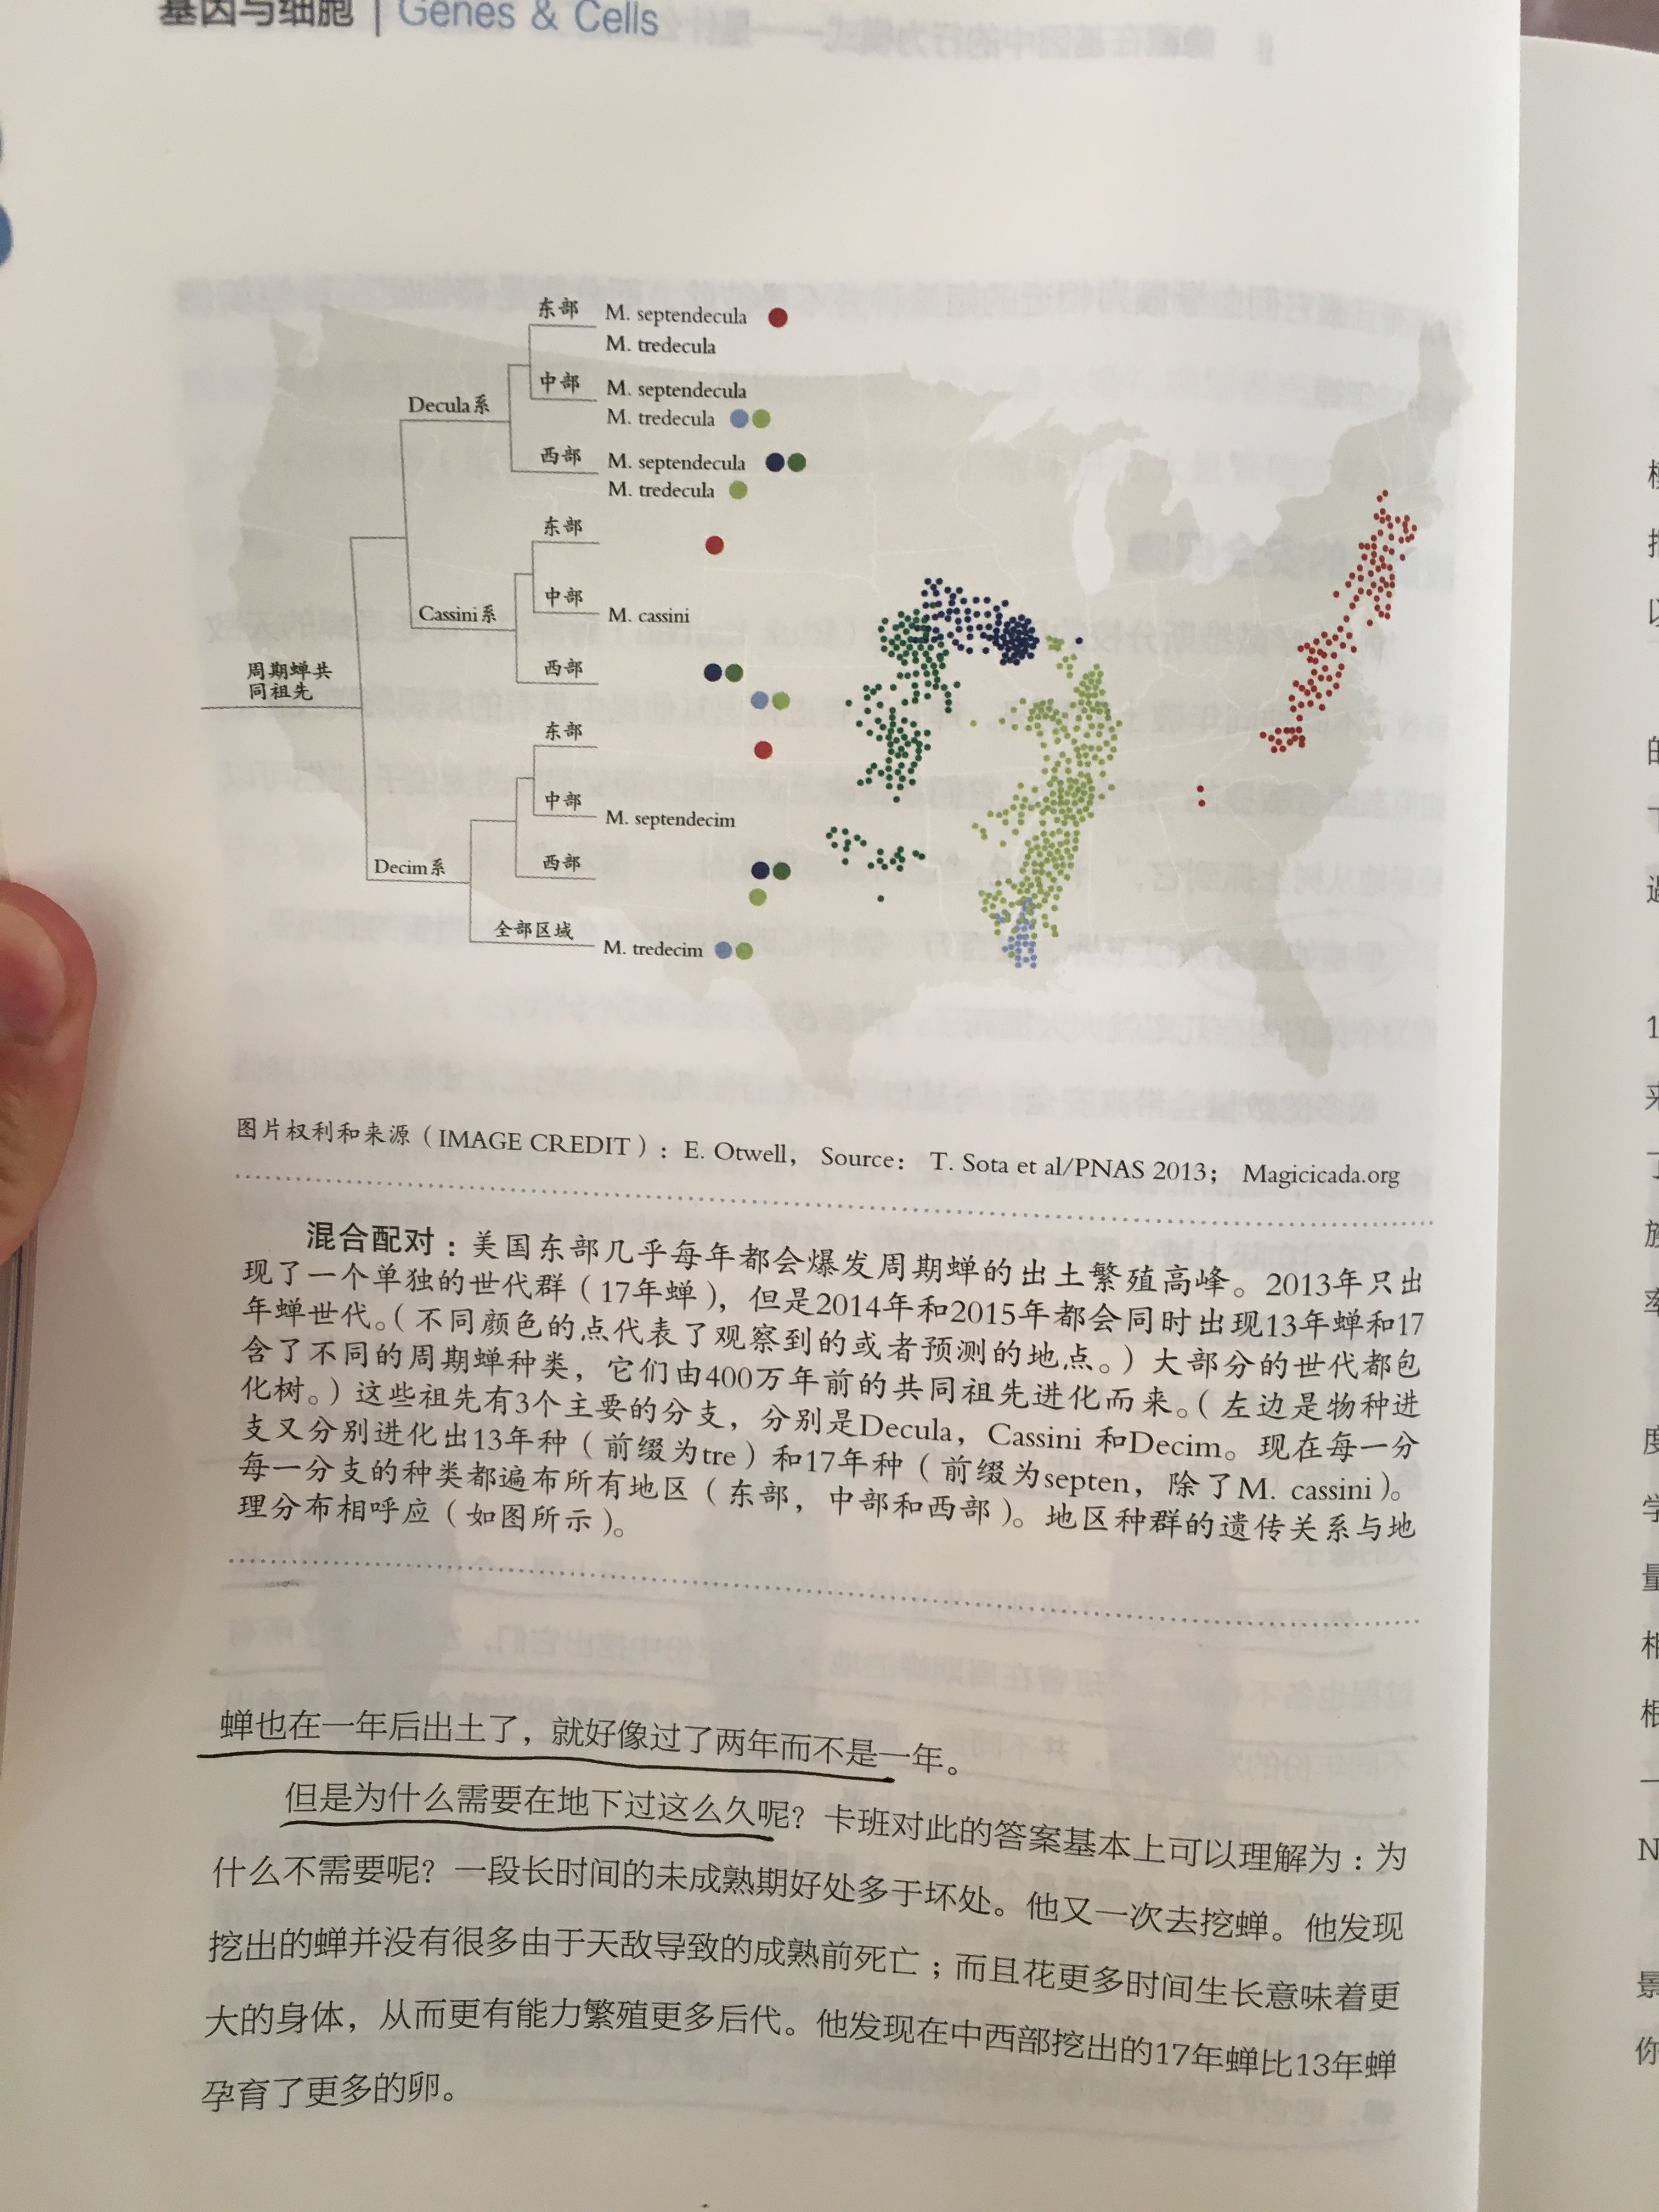 基因与细胞 | Genes & Cells
东部
M. septendecula
M. tredecula
中部
M. septendecula
M. tredecula
Decula系
西部
M. septendecula
M. tredecula
东部
中部
M. cassini
Cassini系
西部
周期蝉共
同祖先
东部
中部
M. septendecim
西部
Decim系
全部区域
M. tredecim
图片权利和来源（IMAGE CREDIT）：E. Otwell， Source： T. Sota et al/PNAS 2013； Magicicada.org
混合配对：美国东部几乎每年都会爆发周期蝉的出土繁殖高峰。2013年只出
现了一个单独的世代群（17年蝉），但是2014年和2015年都会同时出现13年蝉和17
年蝉世代。（不同颜色的点代表了观察到的或者预测的地点。）大部分的世代都包
含了不同的周期蝉种类，它们由400万年前的共同祖先进化而来。（左边是物种进
化树。）这些祖先有3个主要的分支，分别是Decula，Cassini 和Decim。现在每一分
支又分别进化出13年种（前缀为tre）和17年种（前缀为septen，除了M. cassini）。
每一分支的种类都遍布所有地区（东部，中部和西部）。地区种群的遗传关系与地
理分布相呼应（如图所示）。
蝉也在一年后出土了，就好像过了两年而不是一年。
但是为什么需要在地下过这么久呢？卡班对此的答案基本上可以理解为：为
什么不需要呢？一段长时间的未成熟期好处多于坏处。他又一次去挖蝉。他发现
挖出的蝉并没有很多由于天敌导致的成熟前死亡；而且花更多时间生长意味着更
大的身体，从而更有能力繁殖更多后代。他发现在中西部挖出的17年蝉比13年蝉
孕育了更多的卵。